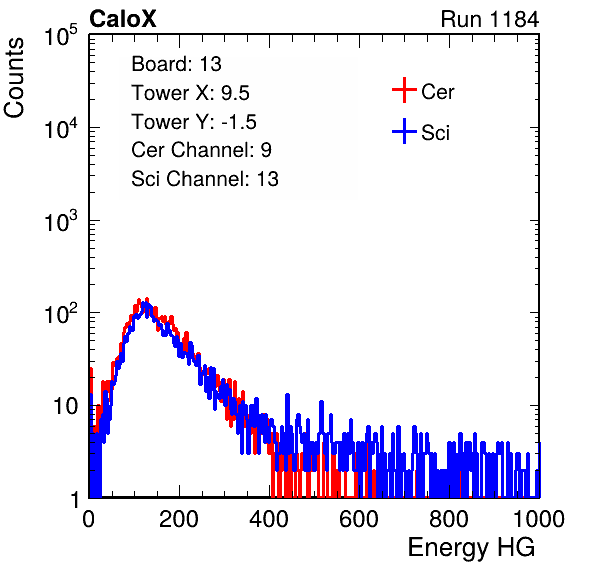 CaloX Run 1184
Counts
10^5
10^4
10^3
10^2
10
1
Board: 13
Tower X: 9.5
Tower Y: -1.5
Cer Channel: 9
Sci Channel: 13
Cer
Sci
0 200 400 600 800 1000
Energy HG